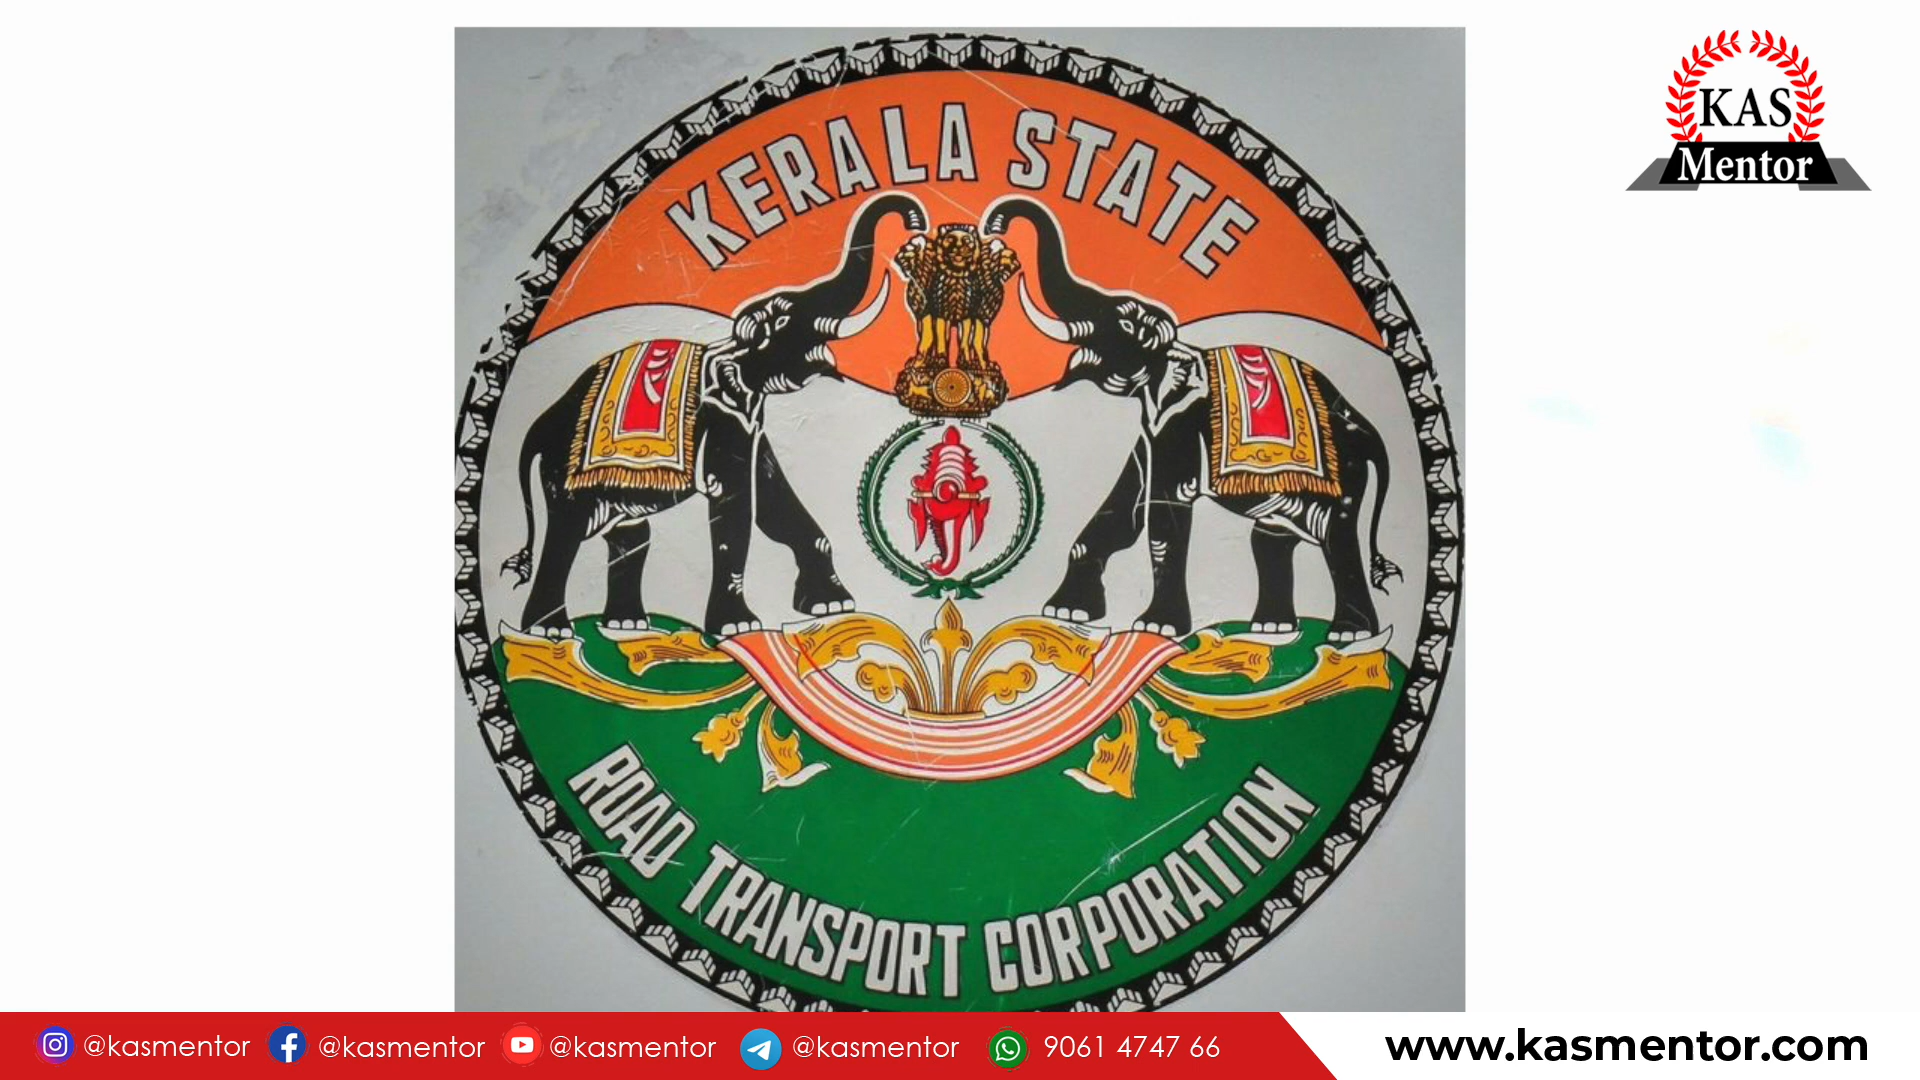 KERALA STATE
ROAD TRANSPORT CORPORATION
KAS
Mentor
@kasmentor
@kasmentor
@kasmentor
@kasmentor
9061 4747 66
www.kasmentor.com